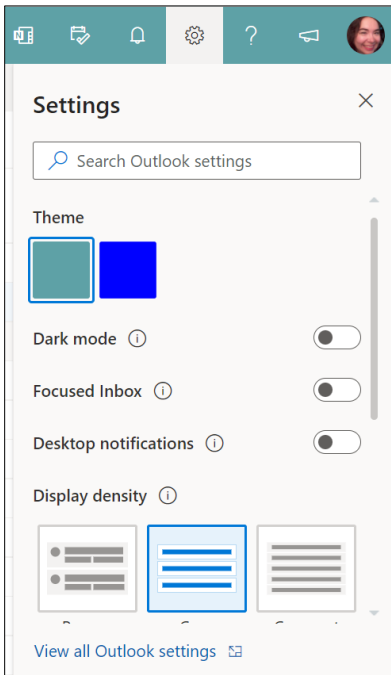 Settings
Search Outlook settings
Theme
Dark mode
Focused Inbox
Desktop notifications
Display density
View all Outlook settings